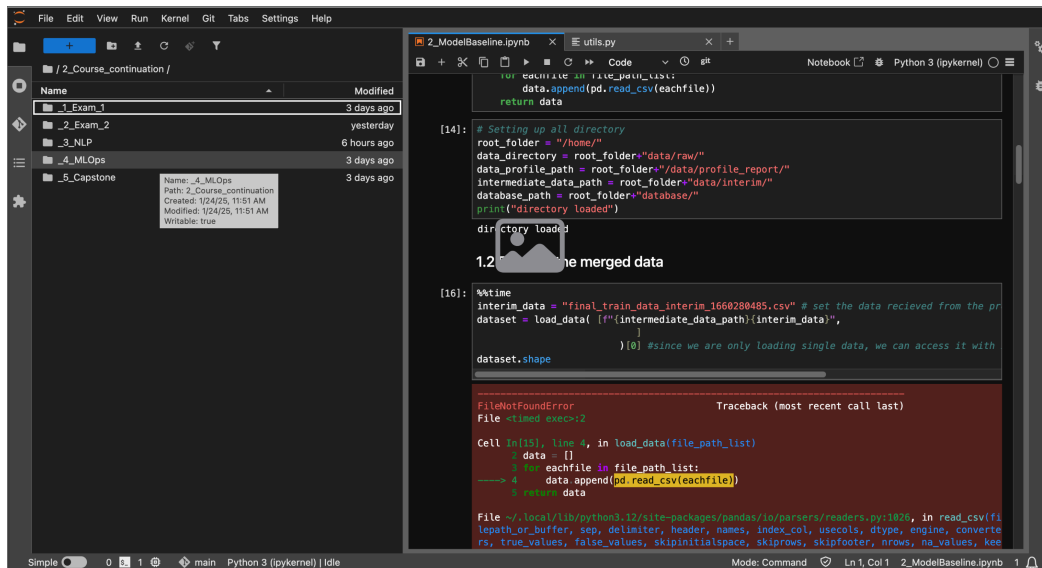 File Edit View Run Kernel Git Tabs Settings Help
+
/ 2_Course_continuation /
Name Modified
_1_Exam_1 3 days ago
_2_Exam_2 yesterday
_3_NLP 6 hours ago
_4_MLOps 3 days ago
_5_Capstone 3 days ago
Name: _4_MLOps
Path: 2_Course_continuation
Created: 1/24/25, 11:51 AM
Modified: 1/24/25, 11:51 AM
Writable: true
2_ModelBaseline.ipynb × utils.py × +
Code git Notebook Python 3 (ipykernel)
for eachfile in file_path_list:
data.append(pd.read_csv(eachfile))
return data
[14]: # Setting up all directory
root_folder = "/home/"
data_directory = root_folder+"data/raw/"
data_profile_path = root_folder+"/data/profile_report/"
intermediate_data_path = root_folder+"data/interim/"
database_path = root_folder+"database/"
print("directory loaded")
directory loaded
1.2 he merged data
[16]: %%time
interim_data = "final_train_data_interim_1660280485.csv" # set the data recieved from the pr
dataset = load_data( [f"{intermediate_data_path}{interim_data}",
]
)[0] #since we are only loading single data, we can access it with
dataset.shape
FileNotFoundError Traceback (most recent call last)
File <timed exec>:2
Cell In[15], line 4, in load_data(file_path_list)
2 data = []
3 for eachfile in file_path_list:
----> 4 data.append(pd.read_csv(eachfile))
5 return data
File ~/.local/lib/python3.12/site-packages/pandas/io/parsers/readers.py:1026, in read_csv(fi
lepath_or_buffer, sep, delimiter, header, names, index_col, usecols, dtype, engine, converte
rs, true_values, false_values, skipinitialspace, skiprows, skipfooter, nrows, na_values, kee
Simple 0 1 main Python 3 (ipykernel) | Idle Mode: Command Ln 1, Col 1 2_ModelBaseline.ipynb 1